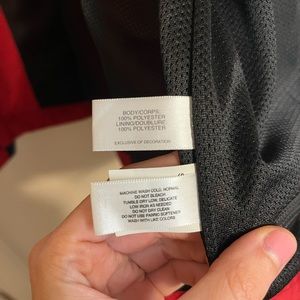 BODY/CORPS:
100% POLYESTER
LINING/DOUBLURE
100% POLYESTER
EXCLUSIVE OF DECORATION
MACHINE WASH COLD, NORMAL
DO NOT BLEACH
TUMBLE DRY LOW, DELICATE
LOW IRON AS NEEDED
DO NOT DRY CLEAN
DO NOT USE FABRIC SOFTENER
WASH WITH LIKE COLORS